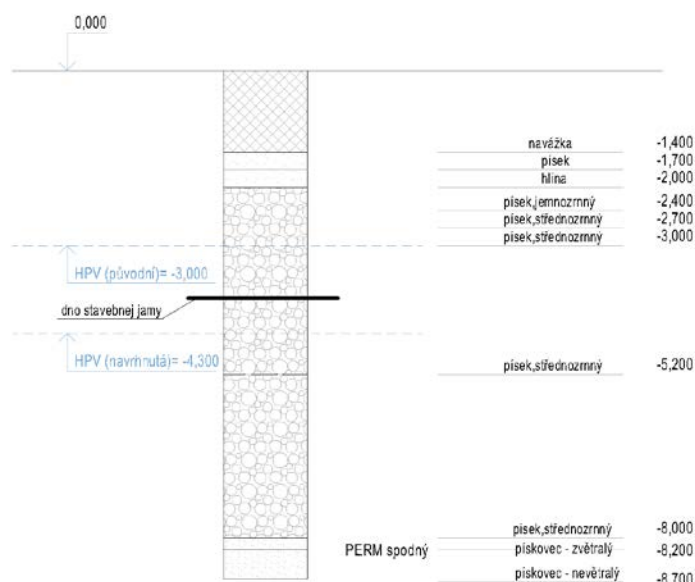 0,000
navážka -1,400
písek -1,700
hlína -2,000
písek,jemnozrnný -2,400
písek,střednozrnný -2,700
písek,střednozrnný -3,000
HPV (původní)= -3,000
dno stavebnej jamy
HPV (navrhnutá)= -4,300
písek,střednozrnný -5,200
písek,střednozrnný -8,000
PERM spodný
pískovec - zvětralý -8,200
pískovec - nevětralý -8,700